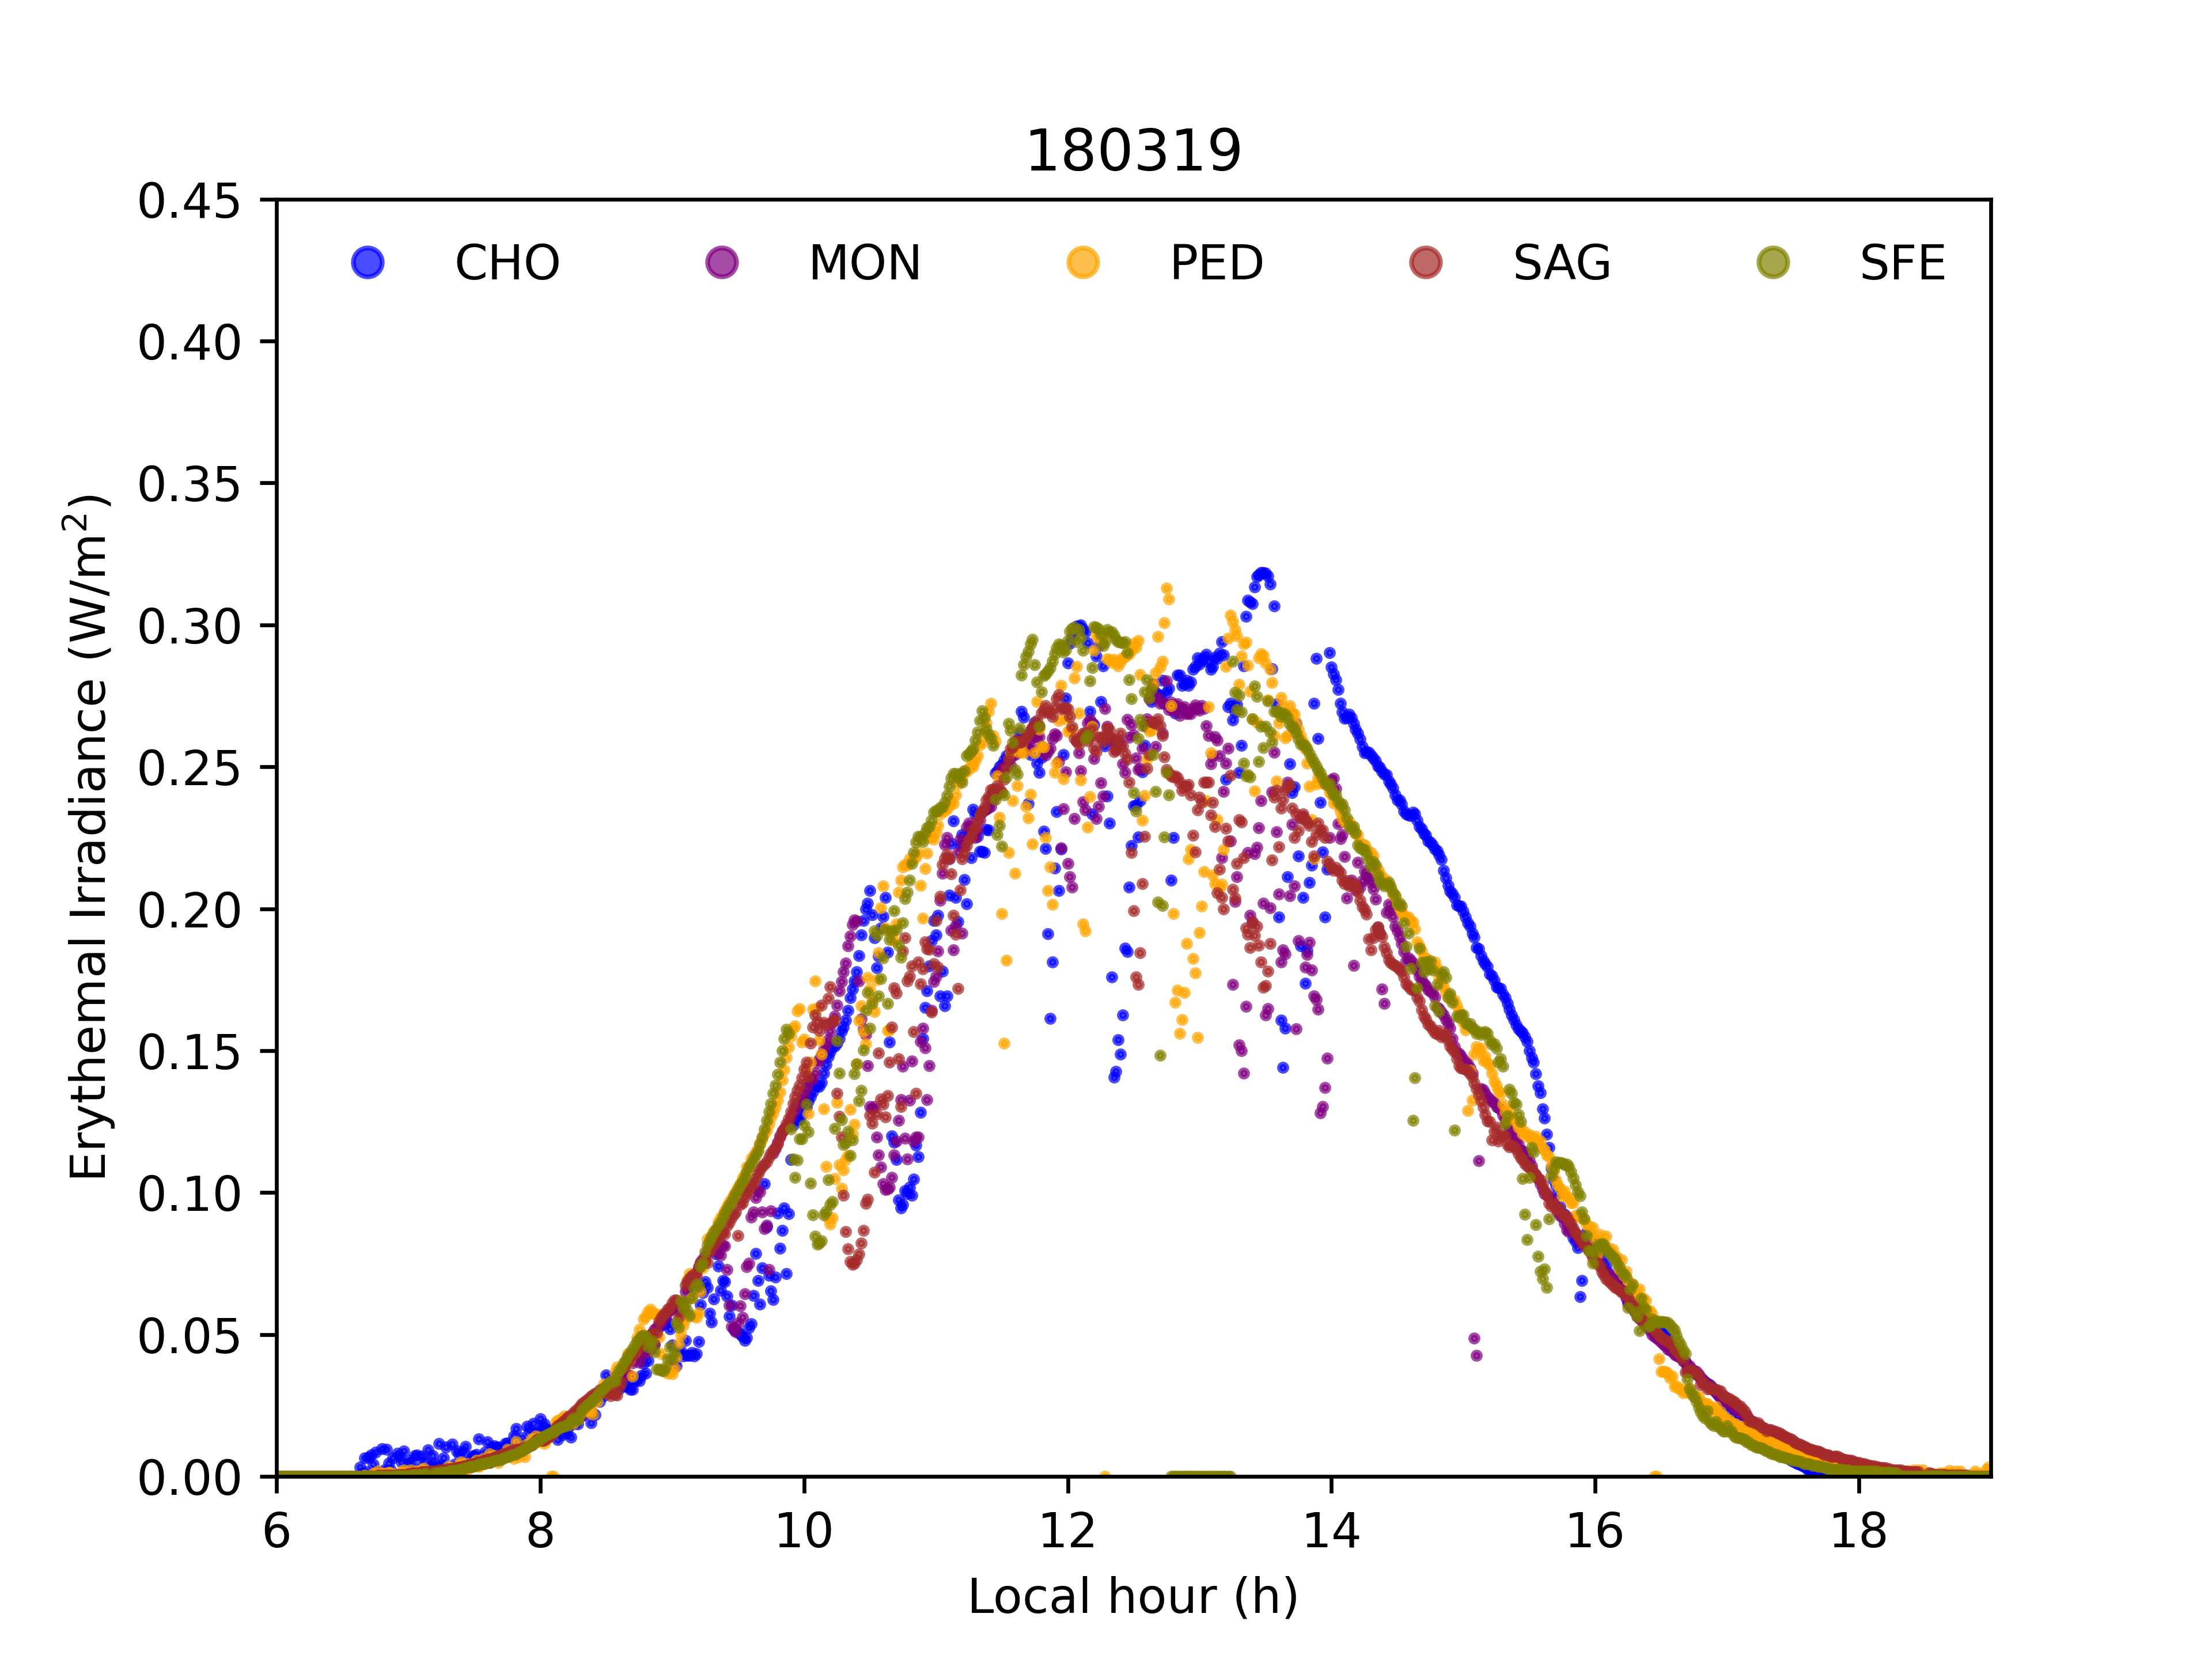 180319
CHO MON PED SAG SFE
0.45
0.40
0.35
0.30
0.25
0.20
0.15
0.10
0.05
0.00
Erythemal Irradiance (W/m²)
6 8 10 12 14 16 18
Local hour (h)